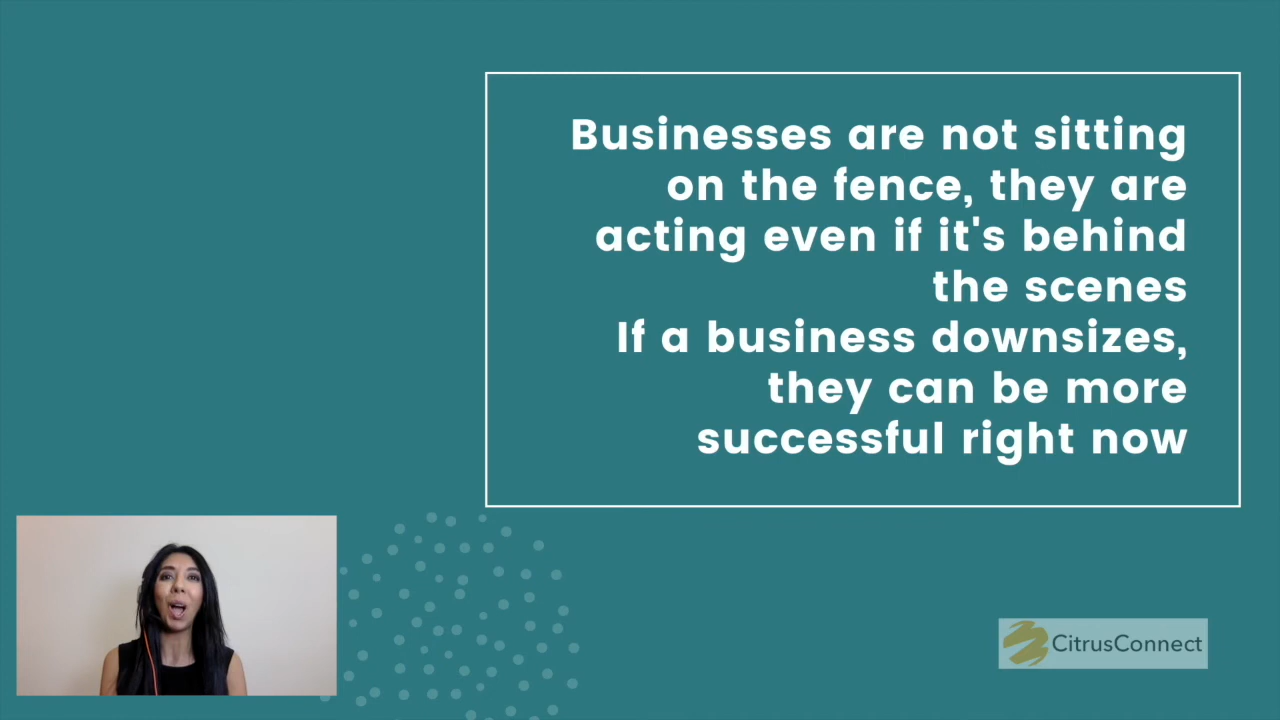 Businesses are not sitting
on the fence, they are
acting even if it's behind
the scenes
If a business downsizes,
they can be more
successful right now
CitrusConnect